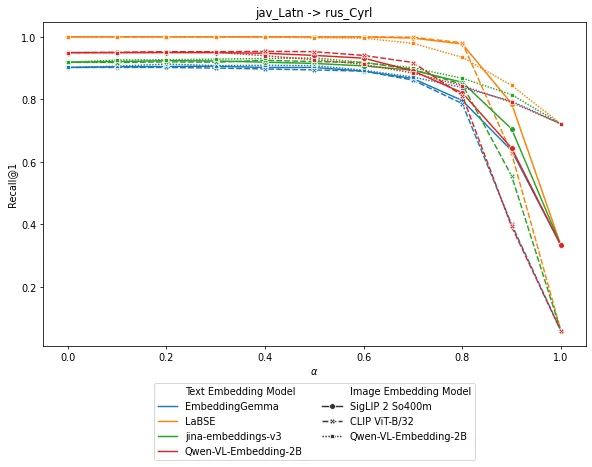 jav_Latn -> rus_Cyrl
Recall@1
1.0
0.8
0.6
0.4
0.2
0.0 0.2 0.4 0.6 0.8 1.0
α
Text Embedding Model Image Embedding Model
EmbeddingGemma SigLIP 2 So400m
LaBSE CLIP ViT-B/32
jina-embeddings-v3 Qwen-VL-Embedding-2B
Qwen-VL-Embedding-2B